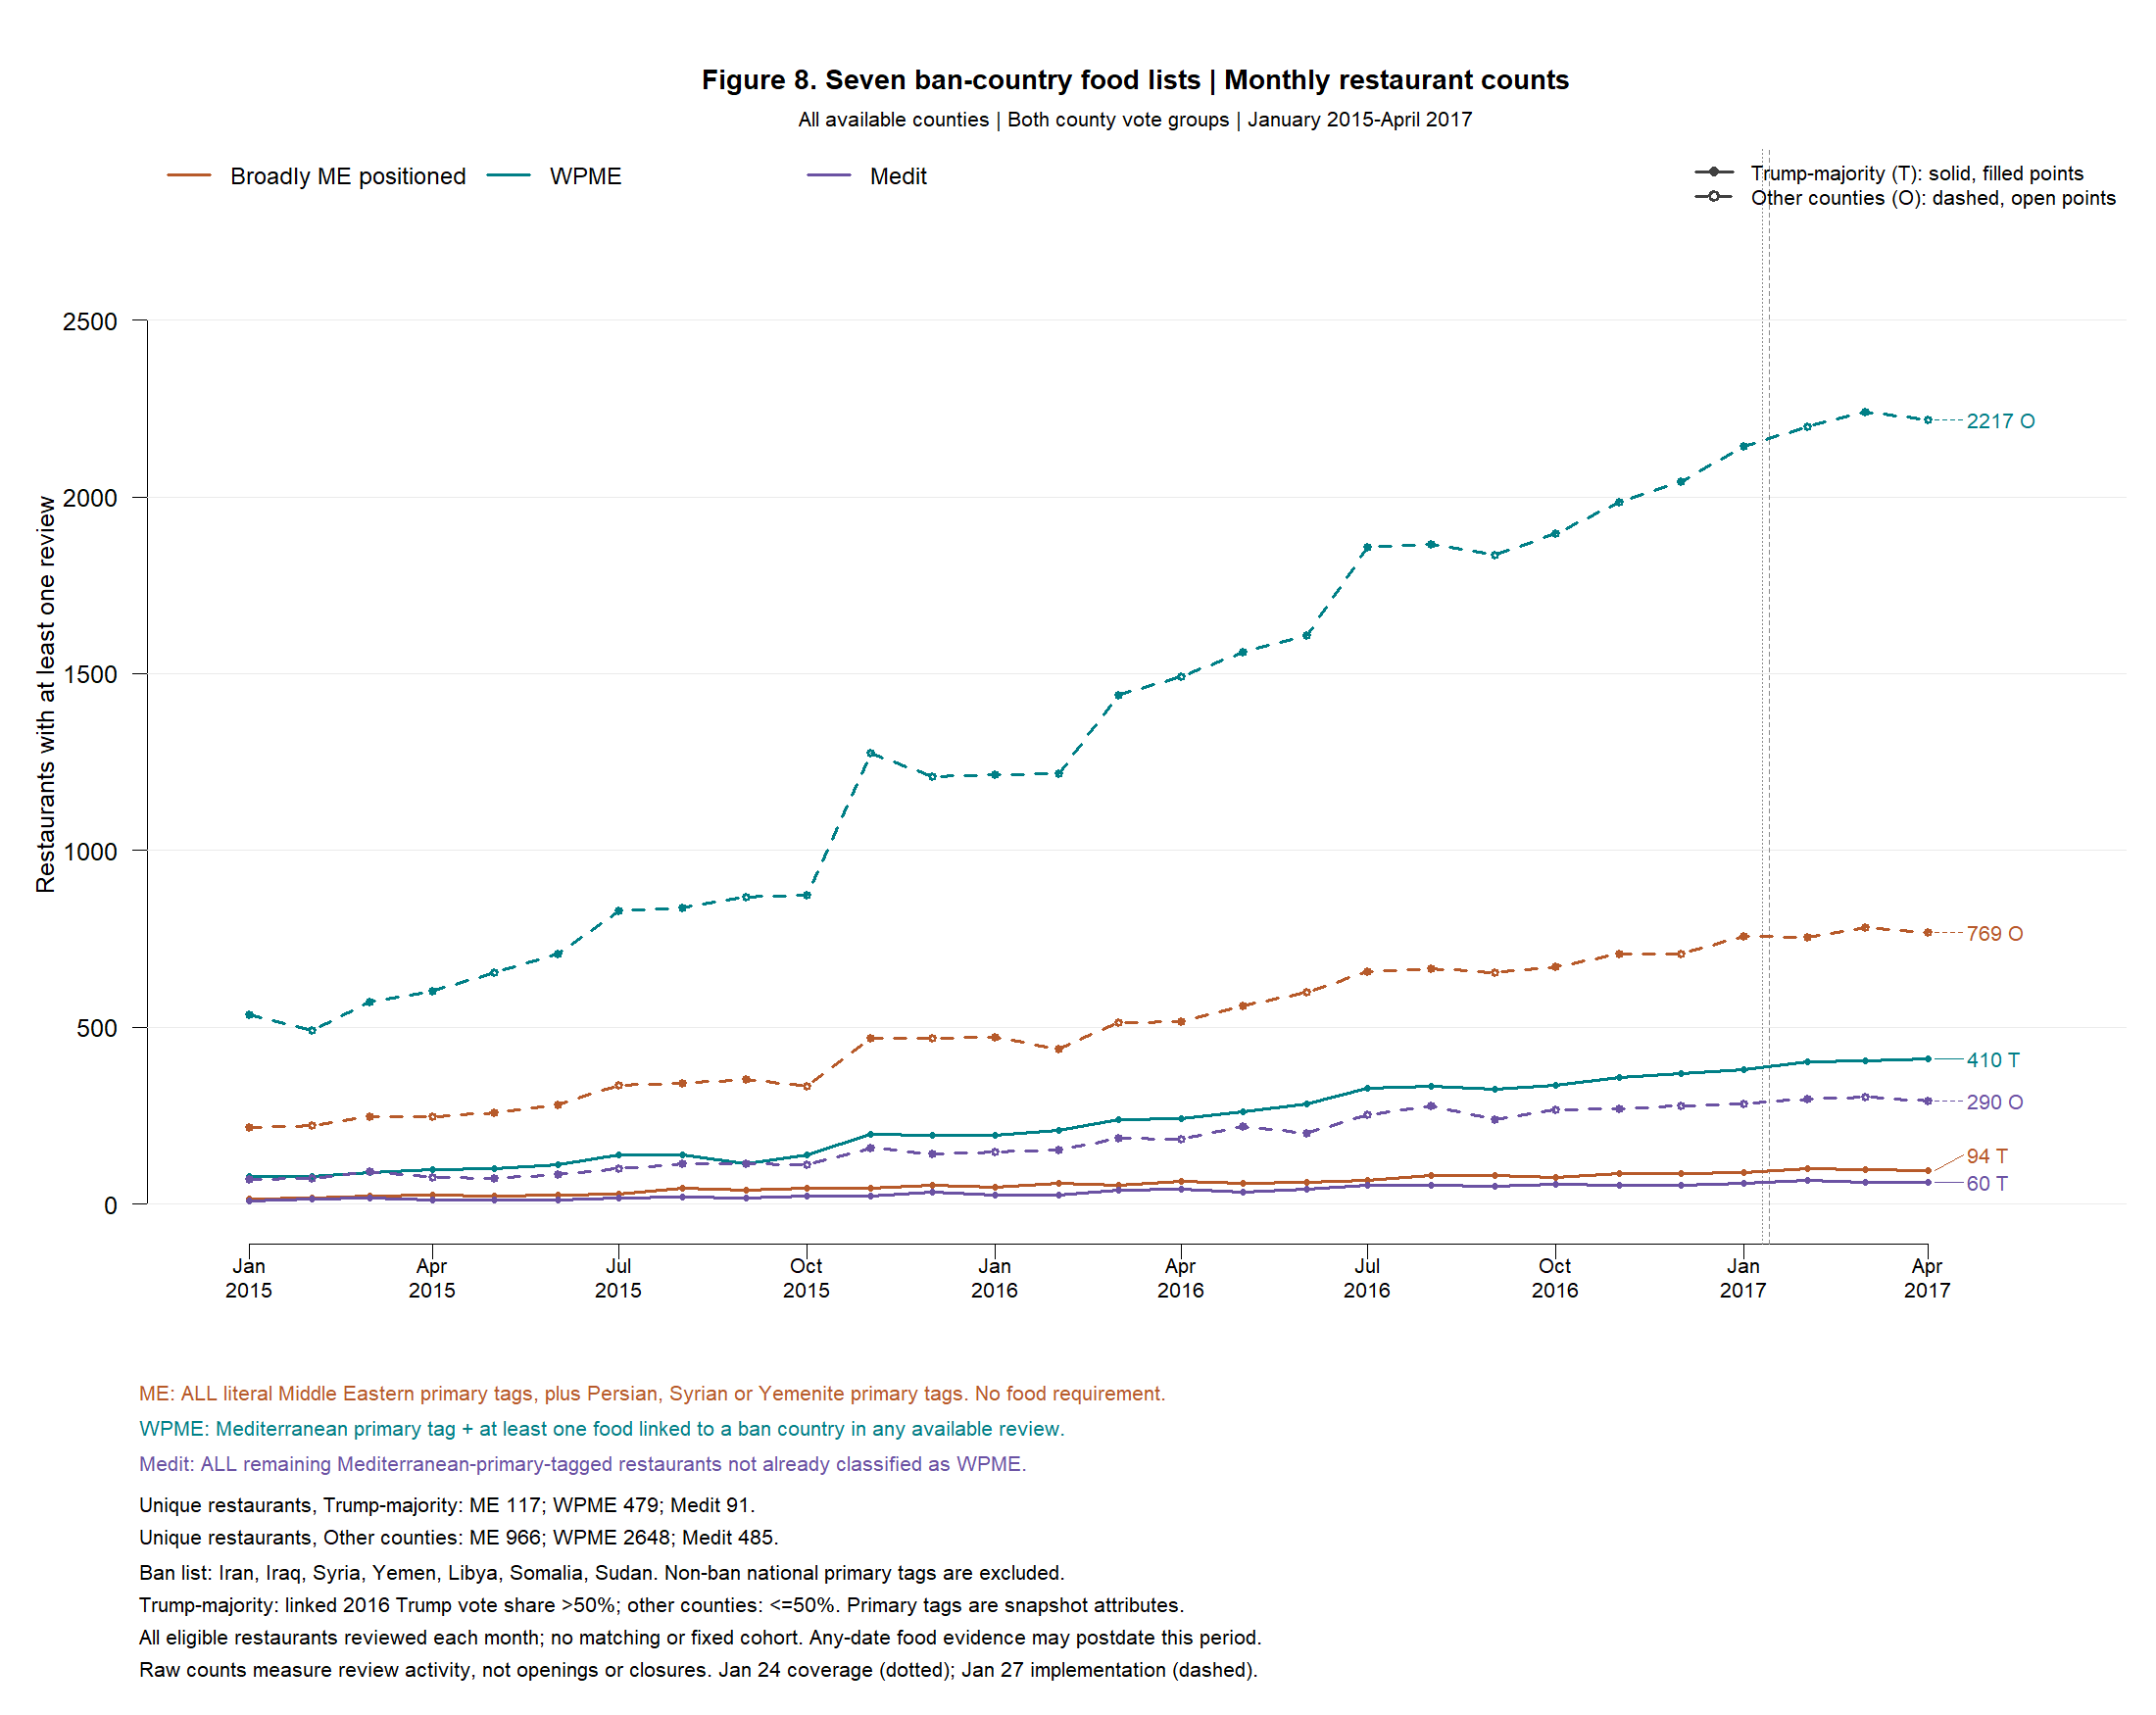 Figure 8. Seven ban-country food lists | Monthly restaurant counts
All available counties | Both county vote groups | January 2015-April 2017
Broadly ME positioned
WPME
Medit
Trump-majority (T): solid, filled points
Other counties (O): dashed, open points
Restaurants with at least one review
2500
2000
1500
1000
500
0
2217 O
769 O
410 T
290 O
94 T
60 T
Jan
2015
Apr
2015
Jul
2015
Oct
2015
Jan
2016
Apr
2016
Jul
2016
Oct
2016
Jan
2017
Apr
2017
ME: ALL literal Middle Eastern primary tags, plus Persian, Syrian or Yemenite primary tags. No food requirement.
WPME: Mediterranean primary tag + at least one food linked to a ban country in any available review.
Medit: ALL remaining Mediterranean-primary-tagged restaurants not already classified as WPME.
Unique restaurants, Trump-majority: ME 117; WPME 479; Medit 91.
Unique restaurants, Other counties: ME 966; WPME 2648; Medit 485.
Ban list: Iran, Iraq, Syria, Yemen, Libya, Somalia, Sudan. Non-ban national primary tags are excluded.
Trump-majority: linked 2016 Trump vote share >50%; other counties: <=50%. Primary tags are snapshot attributes.
All eligible restaurants reviewed each month; no matching or fixed cohort. Any-date food evidence may postdate this period.
Raw counts measure review activity, not openings or closures. Jan 24 coverage (dotted); Jan 27 implementation (dashed).